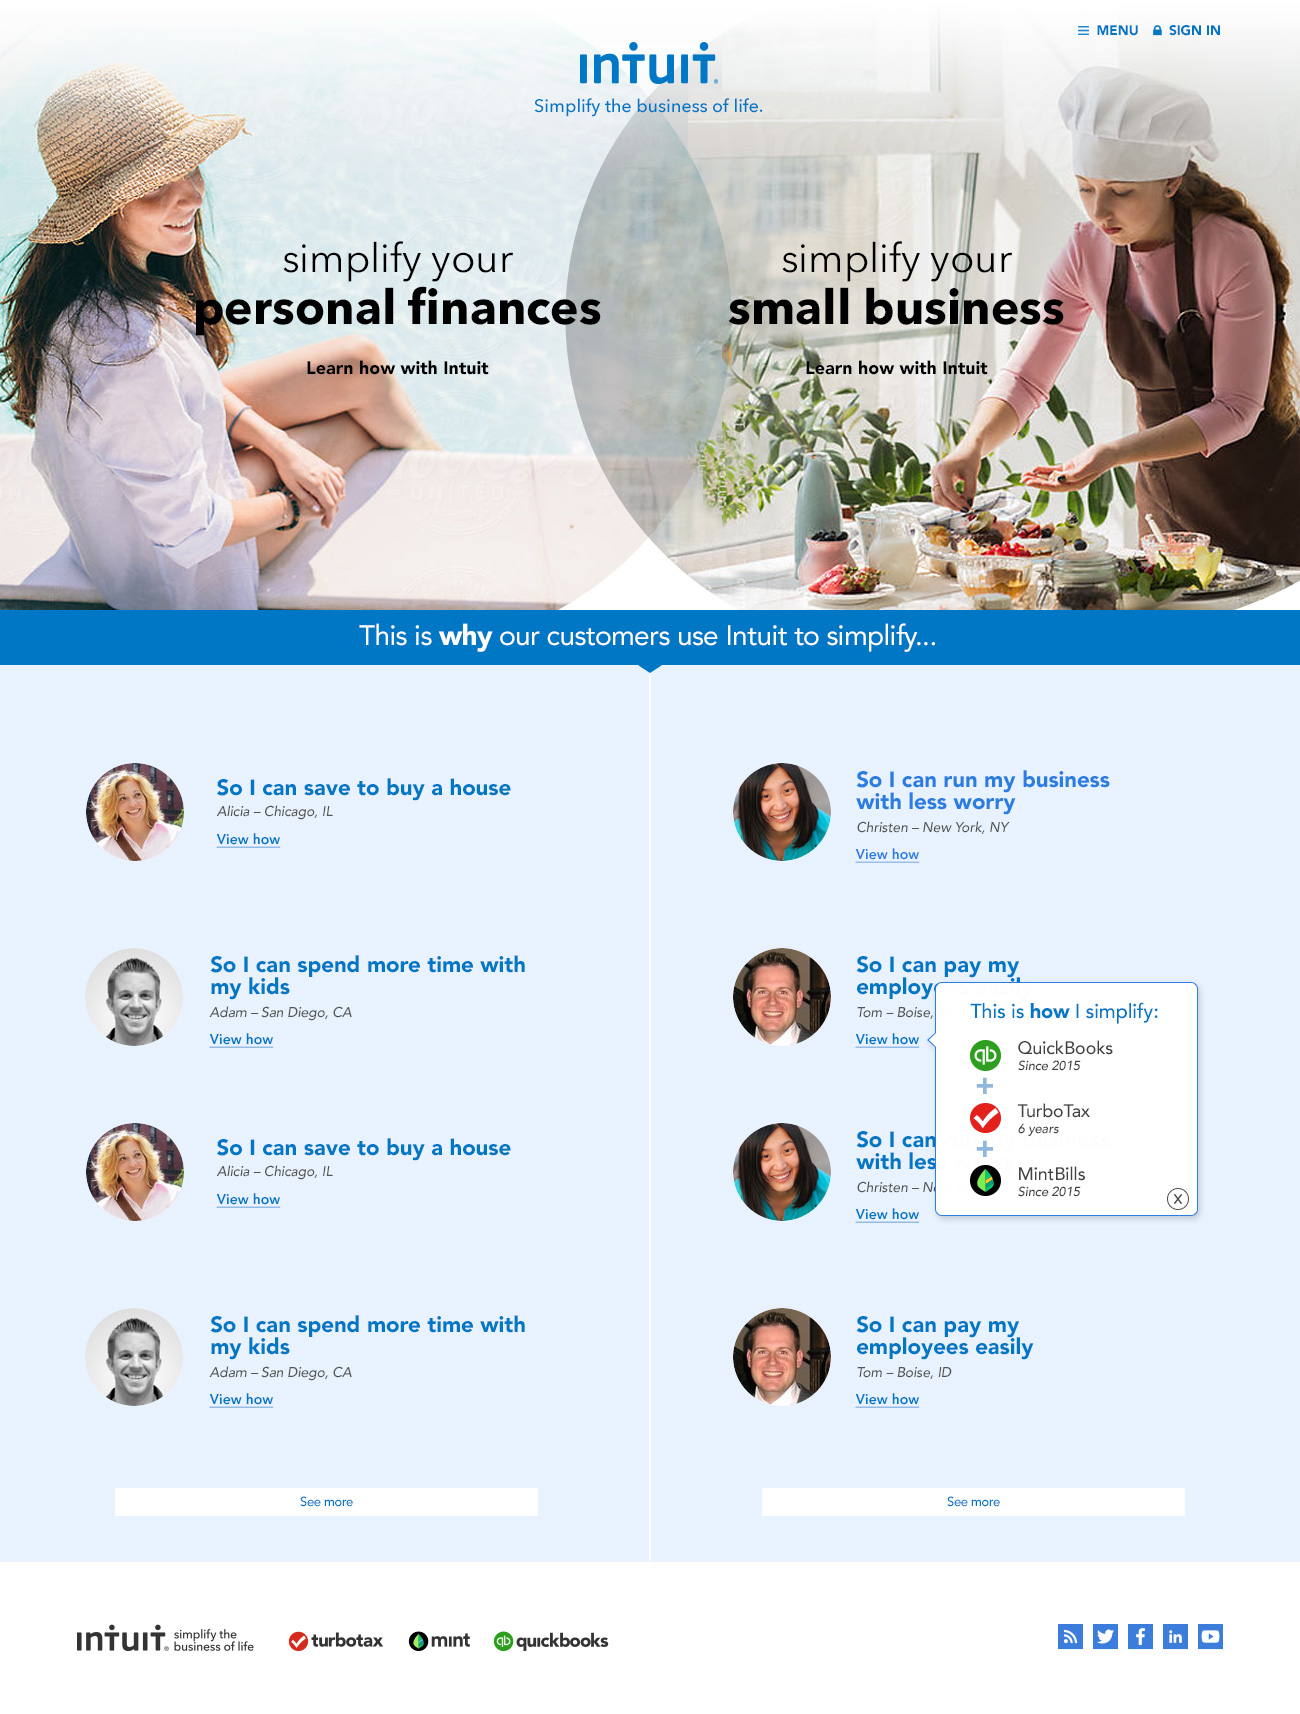 MENU SIGN IN
intuit.
Simplify the business of life.
simplify your
personal finances
Learn how with Intuit
simplify your
small business
Learn how with Intuit
This is why our customers use Intuit to simplify...
So I can save to buy a house
Alicia – Chicago, IL
View how
So I can run my business
with less worry
Christen – New York, NY
View how
So I can spend more time with
my kids
Adam – San Diego, CA
View how
So I can pay my
Tom – Boise,
View how
This is how I simplify:
qb QuickBooks
Since 2015
+
TurboTax
6 years
+
MintBills
Since 2015
X
So I can save to buy a house
Alicia – Chicago, IL
View how
So I can
with les
Christen – N
View how
So I can spend more time with
my kids
Adam – San Diego, CA
View how
So I can pay my
employees easily
Tom – Boise, ID
View how
See more
See more
intuit. simplify the
business of life
turbotax
mint
qb quickbooks
f in